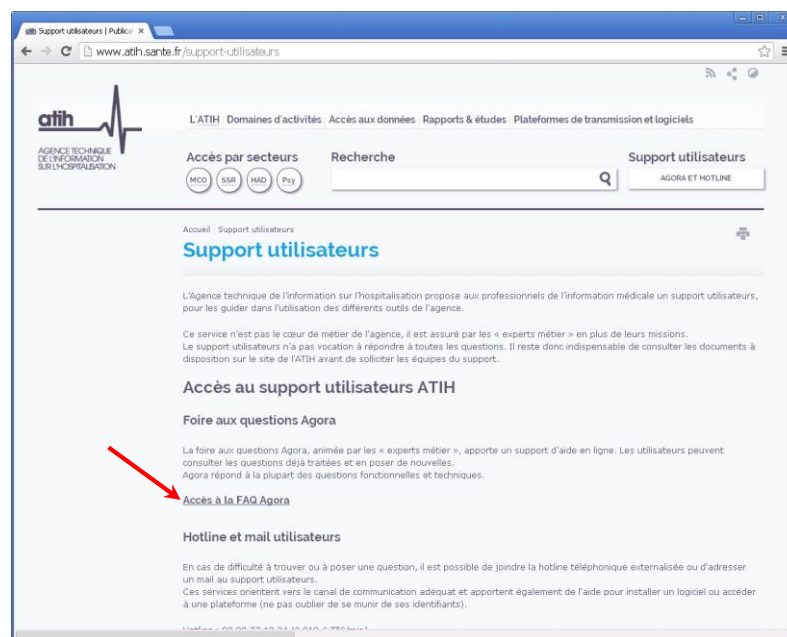 Support utilisateurs | Public
www.atih.sante.fr/support-utilisateurs
atih
AGENCE TECHNIQUE
DE L'INFORMATION
SUR L'HOSPITALISATION
L'ATIH Domaines d'activités Accès aux données Rapports & études Plateformes de transmission et logiciels
Accès par secteurs Recherche Support utilisateurs
MCO SSR HAD Psy AGORA ET HOTLINE
Accueil Support utilisateurs
Support utilisateurs
L'Agence technique de l'information sur l'hospitalisation propose aux professionnels de l'information médicale un support utilisateurs,
pour les guider dans l'utilisation des différents outils de l'agence.
Ce service n'est pas le cœur de métier de l'agence, il est assuré par les « experts métier » en plus de leurs missions.
Le support utilisateurs n'a pas vocation à répondre à toutes les questions. Il reste donc indispensable de consulter les documents à
disposition sur le site de l'ATIH avant de solliciter les équipes du support.
Accès au support utilisateurs ATIH
Foire aux questions Agora
La foire aux questions Agora, animée par les « experts métier », apporte un support d'aide en ligne. Les utilisateurs peuvent
consulter les questions déjà traitées et en poser de nouvelles.
Agora répond à la plupart des questions fonctionnelles et techniques.
Accès à la FAQ Agora
Hotline et mail utilisateurs
En cas de difficulté à trouver ou à poser une question, il est possible de joindre la hotline téléphonique externalisée ou d'adresser
un mail au support utilisateurs.
Ces services orientent vers le canal de communication adéquat et apportent également de l'aide pour installer un logiciel ou accéder
à une plateforme (ne pas oublier de se munir de ses identifiants).